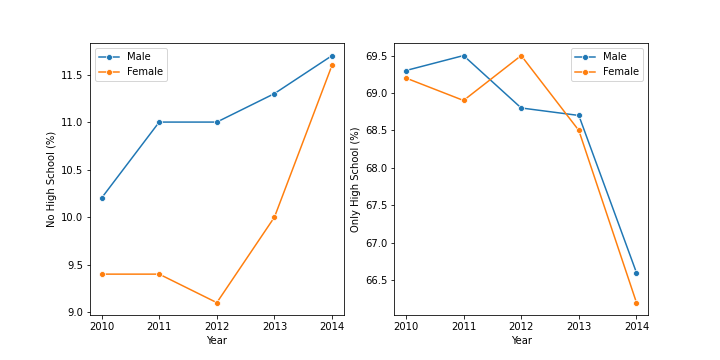 No High School (%)
11.5
11.0
10.5
10.0
9.5
9.0
Male
Female
2010 2011 2012 2013 2014
Year
Only High School (%)
69.5
69.0
68.5
68.0
67.5
67.0
66.5
Male
Female
2010 2011 2012 2013 2014
Year